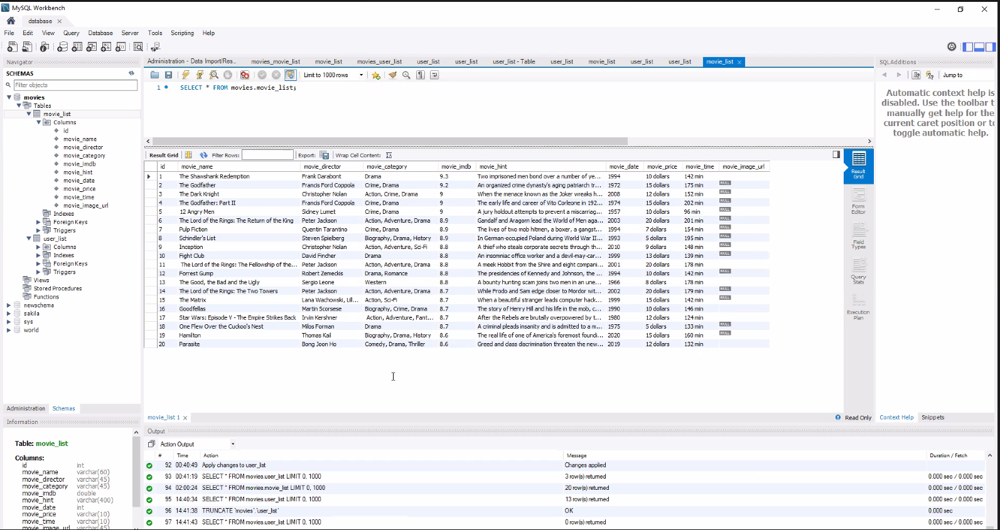 MySQL Workbench
database
File Edit View Query Database Server Tools Scripting Help
Navigator
SCHEMAS
Filter objects
movies
Tables
movie_list
Columns
id
movie_name
movie_director
movie_category
movie_imdb
movie_hint
movie_date
movie_price
movie_time
movie_image_url
Indexes
Foreign Keys
Triggers
user_list
Columns
Indexes
Foreign Keys
Triggers
Views
Stored Procedures
Functions
newschema
sakila
sys
world
Administration Schemas
Information
Table: movie_list
Columns:
id int
movie_name varchar(60)
movie_director varchar(45)
movie_category varchar(45)
movie_imdb double
movie_hint varchar(400)
movie_date int
movie_price varchar(10)
movie_time varchar(10)
movie_image_url varchar(45)
Administration - Data Import/Res... movies_movie_list movie_list movies_user_list user_list user_list user_list - Table user_list movie_list user_list user_list movie_list
Limit to 1000 rows
1 SELECT * FROM movies.movie_list;
Result Grid Filter Rows: Export: Wrap Cell Content:
id movie_name movie_director movie_category movie_imdb movie_hint movie_date movie_price movie_time movie_image_url
1 The Shawshank Redemption Frank Darabont Drama 9.3 Two imprisoned men bond over a number of ye... 1994 10 dollars 142 min
2 The Godfather Francis Ford Coppola Crime, Drama 9.2 An organized crime dynasty's aging patriarch tr... 1972 15 dollars 175 min NULL
3 The Dark Knight Christopher Nolan Action, Crime, Drama 9 When the menace known as the Joker wreaks h... 2008 12 dollars 152 min NULL
4 The Godfather: Part II Francis Ford Coppola Crime, Drama 9 The early life and career of Vito Corleone in 192... 1974 15 dollars 202 min NULL
5 12 Angry Men Sidney Lumet Crime, Drama 9 A jury holdout attempts to prevent a miscarriag... 1957 10 dollars 96 min NULL
6 The Lord of the Rings: The Return of the King Peter Jackson Action, Adventure, Drama 8.9 Gandalf and Aragorn lead the World of Men aga... 2003 20 dollars 201 min NULL
7 Pulp Fiction Quentin Tarantino Crime, Drama 8.9 The lives of two mob hitmen, a boxer, a gangst... 1994 7 dollars 154 min NULL
8 Schindler's List Steven Spielberg Biography, Drama, History 8.9 In German-occupied Poland during World War II... 1993 5 dollars 195 min NULL
9 Inception Christopher Nolan Action, Adventure, Sci-Fi 8.8 A thief who steals corporate secrets through th... 2010 9 dollars 148 min NULL
10 Fight Club David Fincher Drama 8.8 An insomniac office worker and a devil-may-car... 1999 13 dollars 139 min NULL
11 The Lord of the Rings: The Fellowship of the... Peter Jackson Action, Adventure, Drama 8.8 A meek Hobbit from the Shire and eight compani... 2001 20 dollars 178 min
12 Forrest Gump Robert Zemeckis Drama, Romance 8.8 The presidencies of Kennedy and Johnson, the ... 1994 10 dollars 142 min NULL
13 The Good, the Bad and the Ugly Sergio Leone Western 8.8 A bounty hunting scam joins two men in an une... 1966 8 dollars 178 min
14 The Lord of the Rings: The Two Towers Peter Jackson Action, Adventure, Drama 8.7 While Frodo and Sam edge closer to Mordor wit... 2002 20 dollars 179 min NULL
15 The Matrix Lana Wachowski, Lill... Action, Sci-Fi 8.7 When a beautiful stranger leads computer hack... 1999 15 dollars 142 min NULL
16 Goodfellas Martin Scorsese Biography, Crime, Drama 8.7 The story of Henry Hill and his life in the mob, c... 1990 10 dollars 146 min
17 Star Wars: Episode V - The Empire Strikes Back Irvin Kershner Action, Adventure, Fant... 8.7 After the Rebels are brutally overpowered by t... 1980 12 dollars 124 min
18 One Flew Over the Cuckoo's Nest Milos Forman Drama 8.7 A criminal pleads insanity and is admitted to a m... 1975 5 dollars 133 min NULL
19 Hamilton Thomas Kail Biography, Drama, History 8.6 The real life of one of America's foremost foundi... 2020 15 dollars 160 min NULL
20 Parasite Bong Joon Ho Comedy, Drama, Thriller 8.6 Greed and class discrimination threaten the new... 2019 12 dollars 132 min
Result Grid
Form Editor
Field Types
Query Stats
Execution Plan
movie_list 1 Read Only
Output
Action Output
# Time Action Message Duration / Fetch
92 00:40:49 Apply changes to user_list Changes applied
93 00:41:19 SELECT * FROM movies.user_list LIMIT 0, 1000 3 row(s) returned 0.000 sec / 0.000 sec
94 02:00:24 SELECT * FROM movies.movie_list LIMIT 0, 1000 20 row(s) returned 0.000 sec / 0.000 sec
95 14:40:34 SELECT * FROM movies.user_list LIMIT 0, 1000 13 row(s) returned 0.000 sec / 0.000 sec
96 14:41:38 TRUNCATE `movies`.`user_list` OK 0.000 sec
97 14:41:43 SELECT * FROM movies.user_list LIMIT 0, 1000 0 row(s) returned 0.000 sec / 0.000 sec
SQLAdditions
Jump to
Automatic context help is
disabled. Use the toolbar t
manually get help for the
current caret position or to
toggle automatic help.
Context Help Snippets